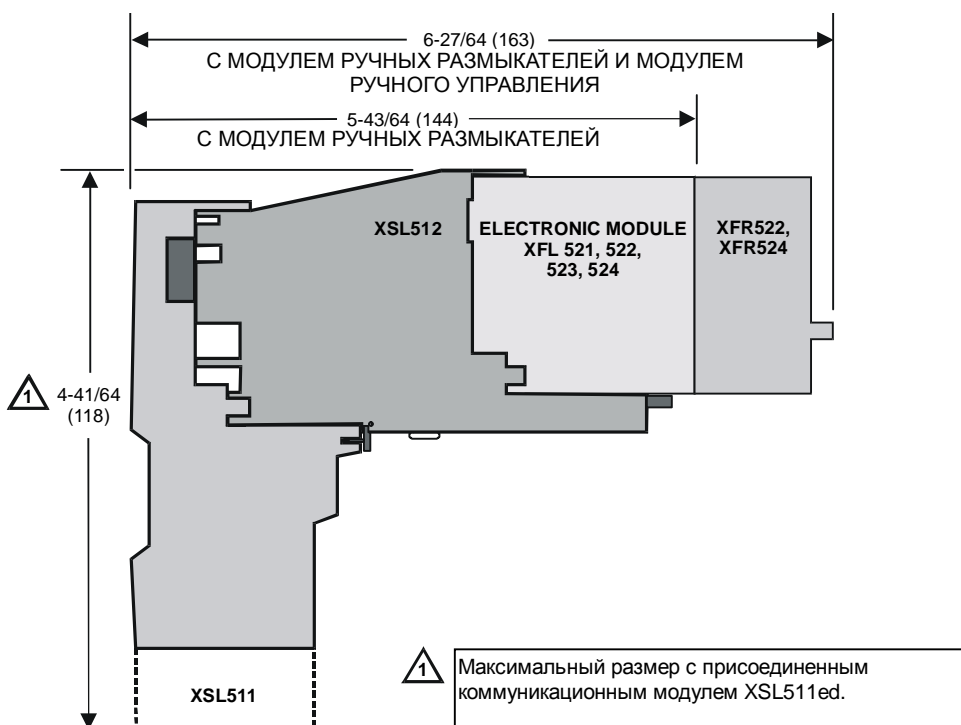 6-27/64 (163)
С МОДУЛЕМ РУЧНЫХ РАЗМЫКАТЕЛЕЙ И МОДУЛЕМ
РУЧНОГО УПРАВЛЕНИЯ
5-43/64 (144)
С МОДУЛЕМ РУЧНЫХ РАЗМЫКАТЕЛЕЙ
XSL512
ELECTRONIC MODULE
XFL 521, 522,
523, 524
XFR522,
XFR524
1
4-41/64
(118)
XSL511
1
Максимальный размер с присоединенным
коммуникационным модулем XSL511ed.